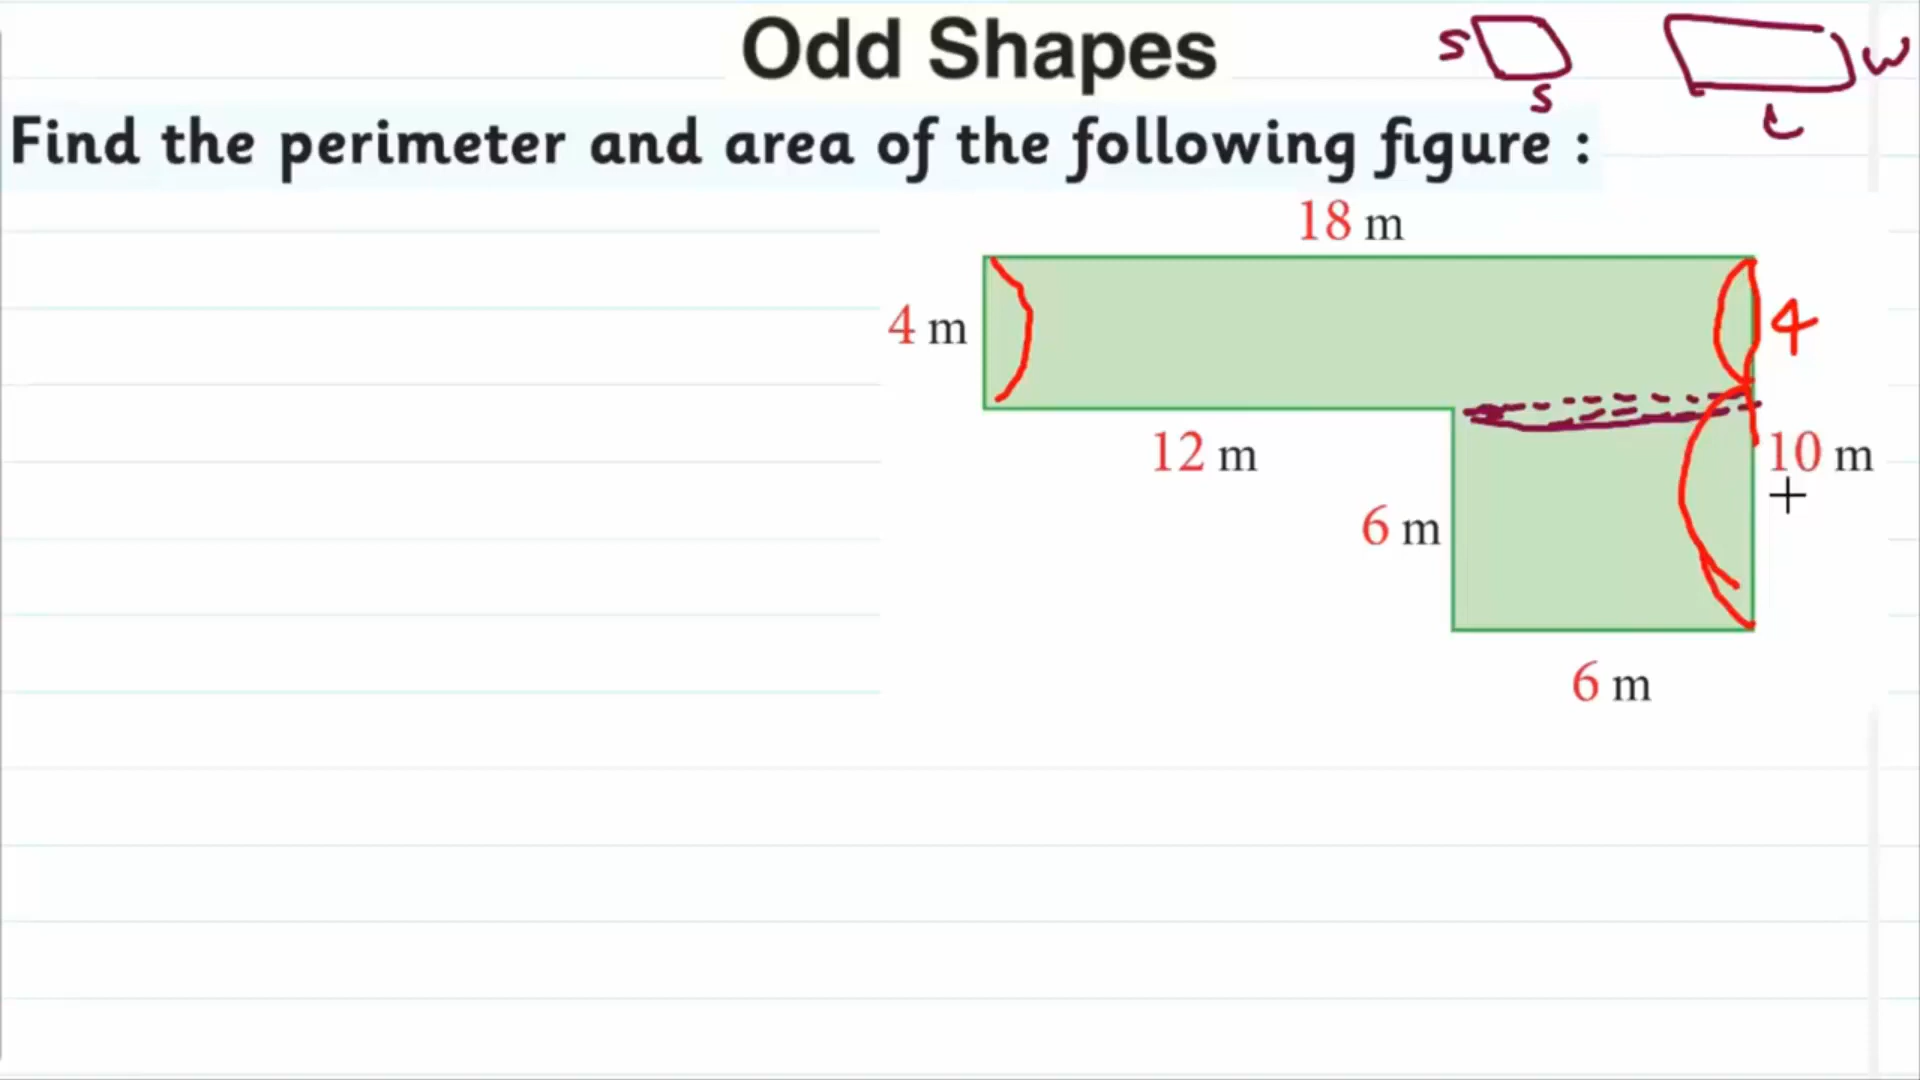 Odd Shapes
s
s
w
L
Find the perimeter and area of the following figure :
18 m
4 m
4
12 m
10 m
6 m
6 m